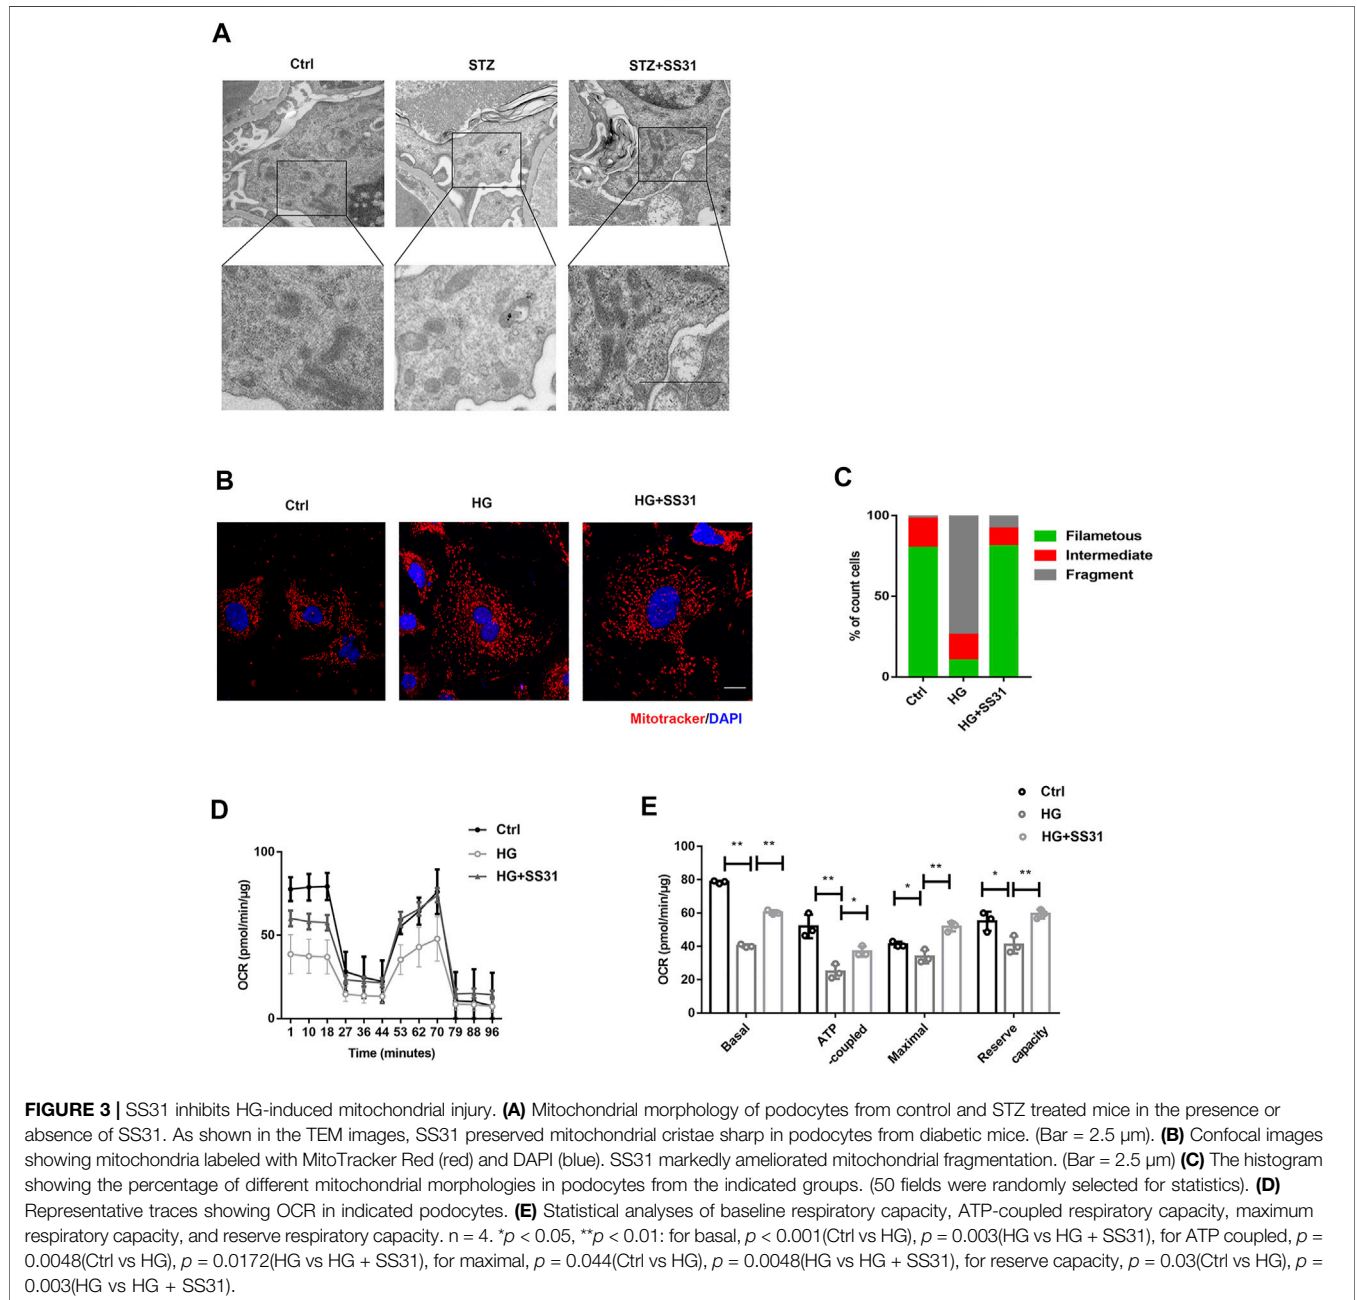 A
Ctrl
STZ
STZ+SS31
B
Ctrl
HG
HG+SS31
Mitotracker/DAPI
C
100
50
0
% of count cells
Ctrl
HG
HG+SS31
Filametous
Intermediate
Fragment
D
Ctrl
HG
HG+SS31
100
50
0
OCR (pmol/min/μg)
1 10 18 27 36 44 53 62 70 79 88 96
Time (minutes)
E
Ctrl
HG
HG+SS31
100
80
60
40
20
0
OCR (pmol/min/μg)
** **
** *
* **
* **
Basal
ATP
-coupled
Maximal
Reserve
capacity
FIGURE 3 | SS31 inhibits HG-induced mitochondrial injury. (A) Mitochondrial morphology of podocytes from control and STZ treated mice in the presence or
absence of SS31. As shown in the TEM images, SS31 preserved mitochondrial cristae sharp in podocytes from diabetic mice. (Bar = 2.5 μm). (B) Confocal images
showing mitochondria labeled with MitoTracker Red (red) and DAPI (blue). SS31 markedly ameliorated mitochondrial fragmentation. (Bar = 2.5 μm) (C) The histogram
showing the percentage of different mitochondrial morphologies in podocytes from the indicated groups. (50 fields were randomly selected for statistics). (D)
Representative traces showing OCR in indicated podocytes. (E) Statistical analyses of baseline respiratory capacity, ATP-coupled respiratory capacity, maximum
respiratory capacity, and reserve respiratory capacity. n = 4. *p < 0.05, **p < 0.01: for basal, p < 0.001(Ctrl vs HG), p = 0.003(HG vs HG + SS31), for ATP coupled, p =
0.0048(Ctrl vs HG), p = 0.0172(HG vs HG + SS31), for maximal, p = 0.044(Ctrl vs HG), p = 0.0048(HG vs HG + SS31), for reserve capacity, p = 0.03(Ctrl vs HG), p =
0.003(HG vs HG + SS31).